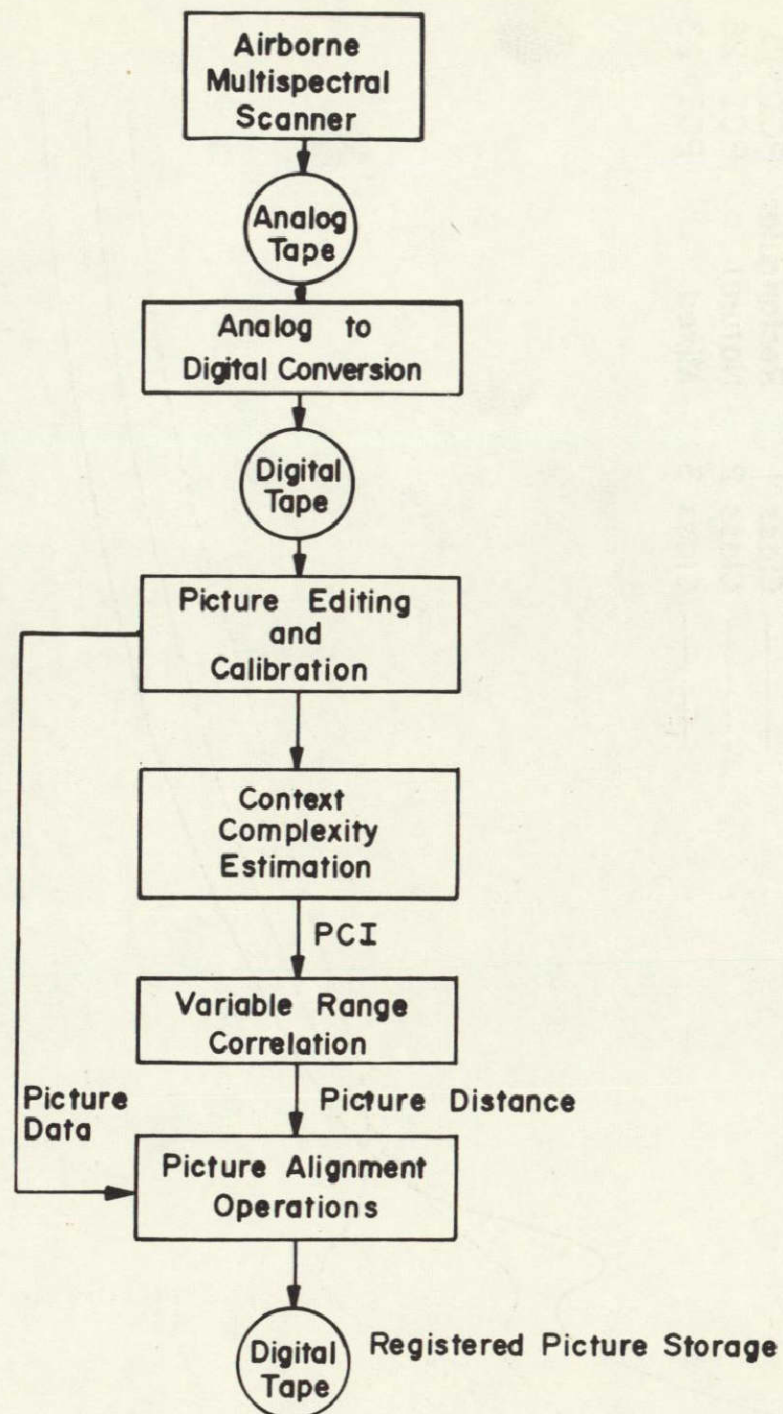 Airborne
Multispectral
Scanner
Analog
Tape
Analog to
Digital Conversion
Digital
Tape
Picture Editing
and
Calibration
Context
Complexity
Estimation
PCI
Variable Range
Correlation
Picture
Data
Picture Distance
Picture Alignment
Operations
Digital
Tape
Registered Picture Storage